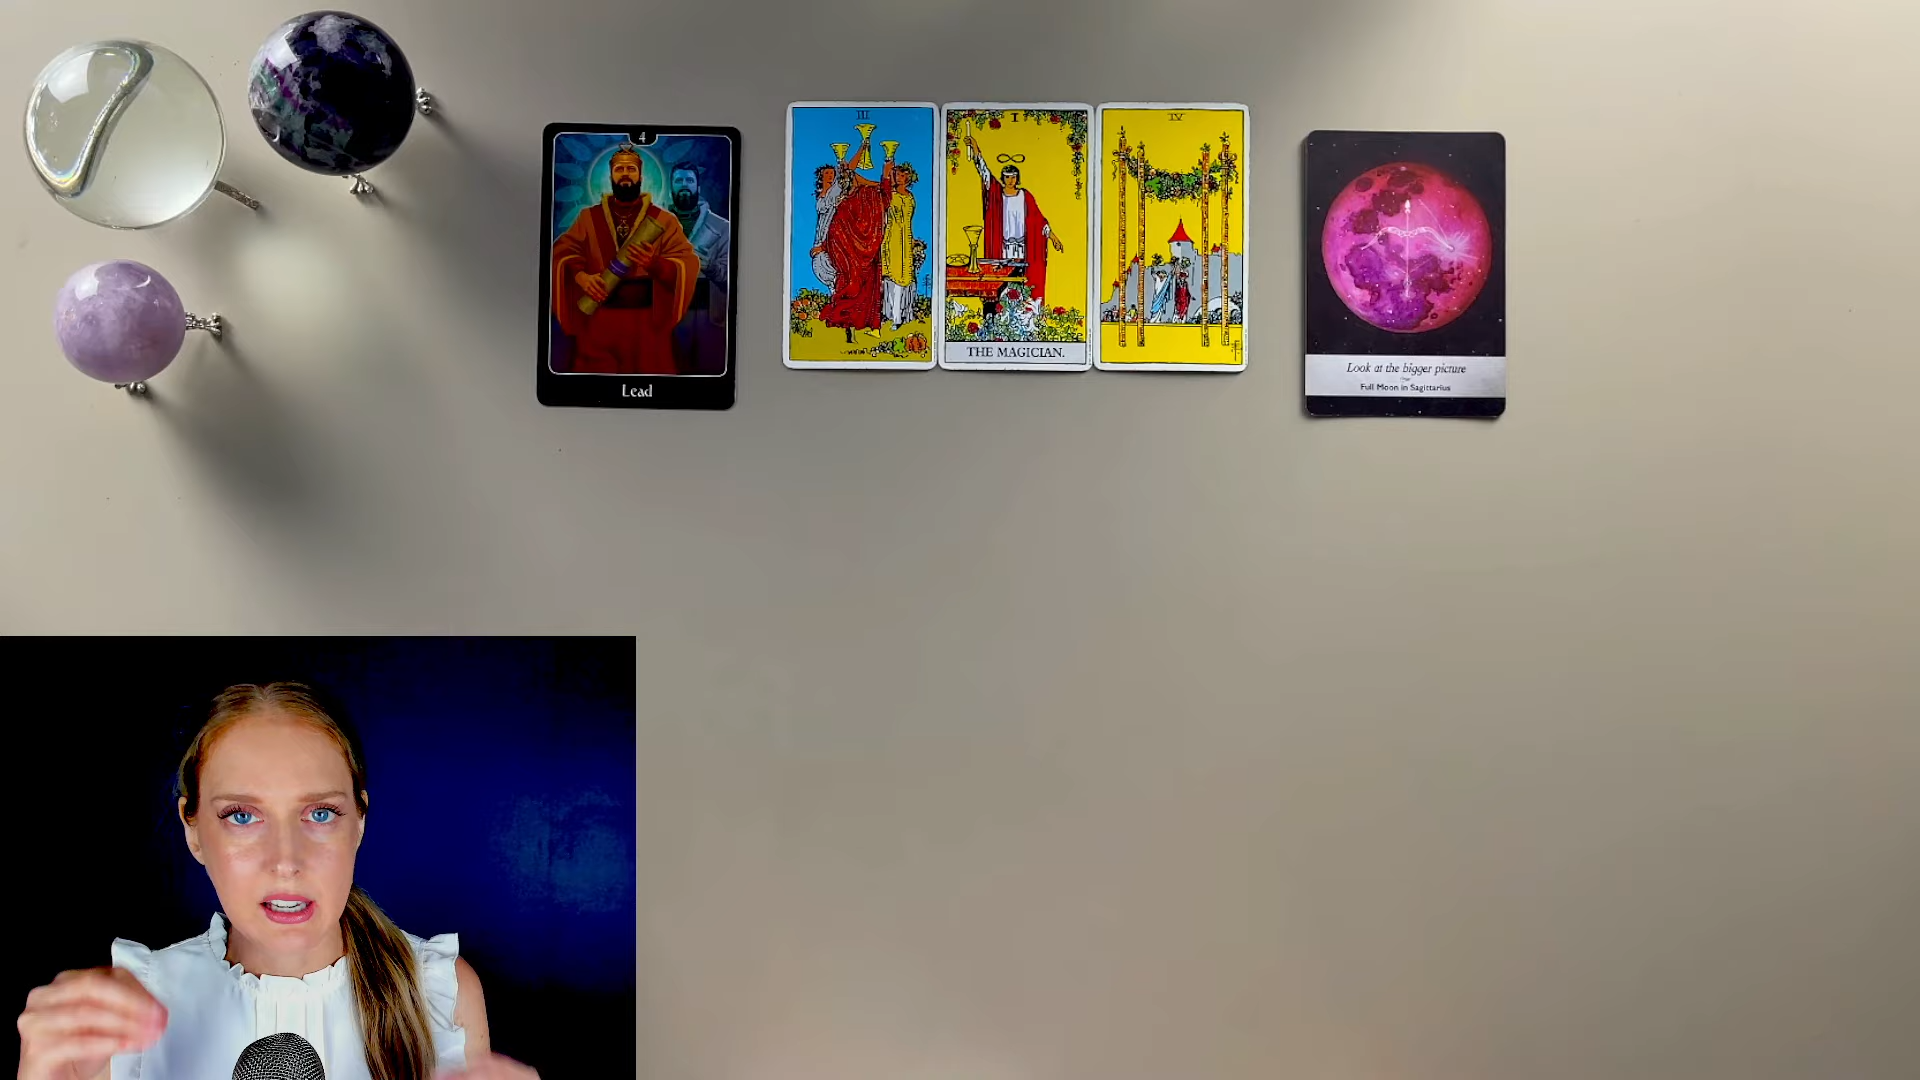 4
Lead
III
I
THE MAGICIAN.
IV
Look at the bigger picture
Full Moon in Sagittarius